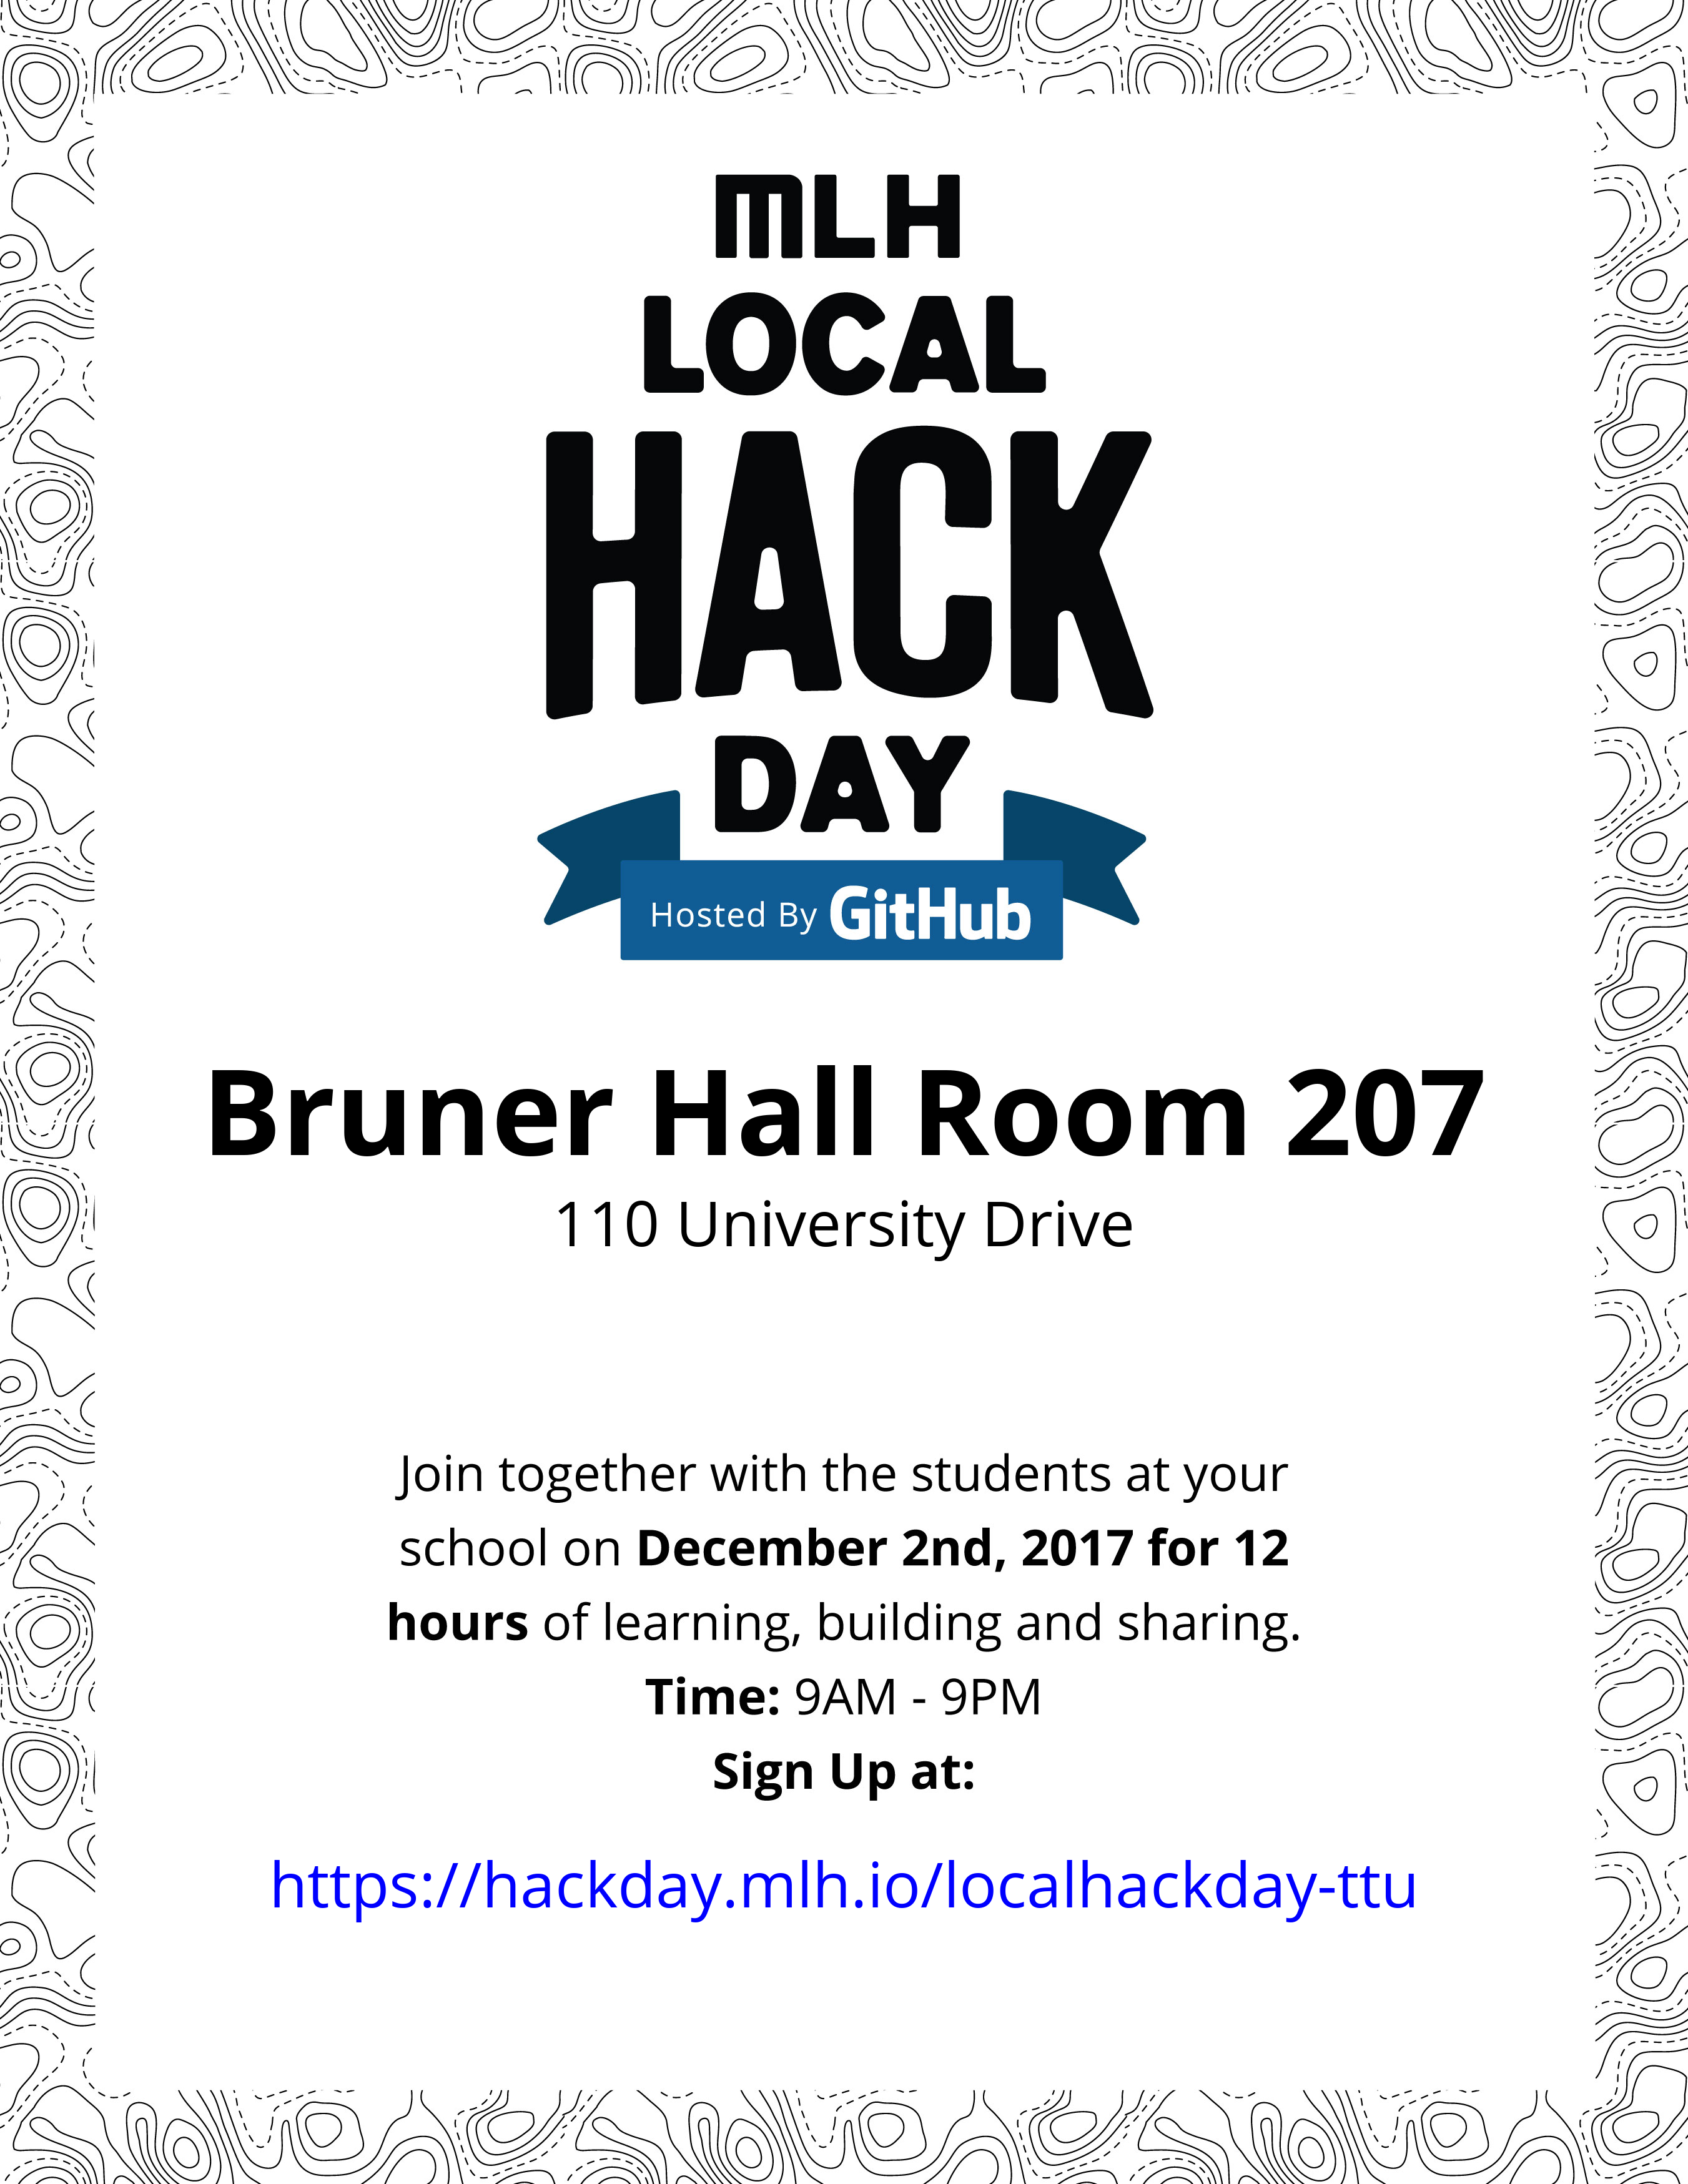 MLH
LOCAL
HACK
DAY
Hosted By GitHub
Bruner Hall Room 207
110 University Drive
Join together with the students at your
school on December 2nd, 2017 for 12
hours of learning, building and sharing.
Time: 9AM - 9PM
Sign Up at:
https://hackday.mlh.io/localhackday-ttu